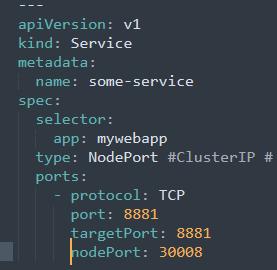 ---
apiVersion: v1
kind: Service
metadata:
  name: some-service
spec:
  selector:
    app: mywebapp
  type: NodePort #ClusterIP #
  ports:
    - protocol: TCP
      port: 8881
      targetPort: 8881
      nodePort: 30008